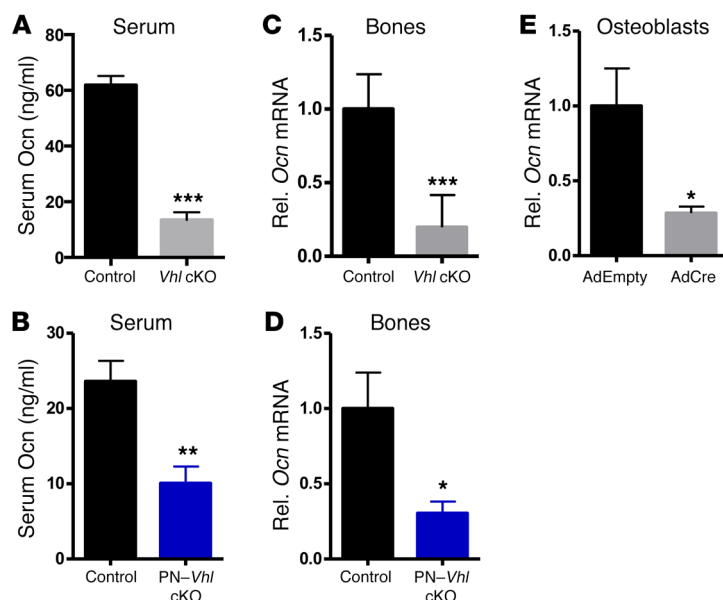 A
Serum
Serum Ocn (ng/ml)
80
60
40
20
0
***
Control
Vhl cKO
C
Bones
Rel. Ocn mRNA
1.5
1.0
0.5
0.0
***
Control
Vhl cKO
E
Osteoblasts
Rel. Ocn mRNA
1.5
1.0
0.5
0.0
*
AdEmpty
AdCre
B
Serum
Serum Ocn (ng/ml)
30
20
10
0
**
Control
PN–Vhl
cKO
D
Bones
Rel. Ocn mRNA
1.5
1.0
0.5
0.0
*
Control
PN–Vhl
cKO